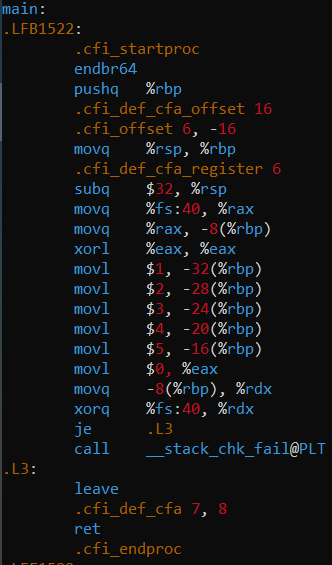 main:
.LFB1522:
.cfi_startproc
endbr64
pushq %rbp
.cfi_def_cfa_offset 16
.cfi_offset 6, -16
movq %rsp, %rbp
.cfi_def_cfa_register 6
subq $32, %rsp
movq %fs:40, %rax
movq %rax, -8(%rbp)
xorl %eax, %eax
movl $1, -32(%rbp)
movl $2, -28(%rbp)
movl $3, -24(%rbp)
movl $4, -20(%rbp)
movl $5, -16(%rbp)
movl $0, %eax
movq -8(%rbp), %rdx
xorq %fs:40, %rdx
je .L3
call __stack_chk_fail@PLT
.L3:
leave
.cfi_def_cfa 7, 8
ret
.cfi_endproc